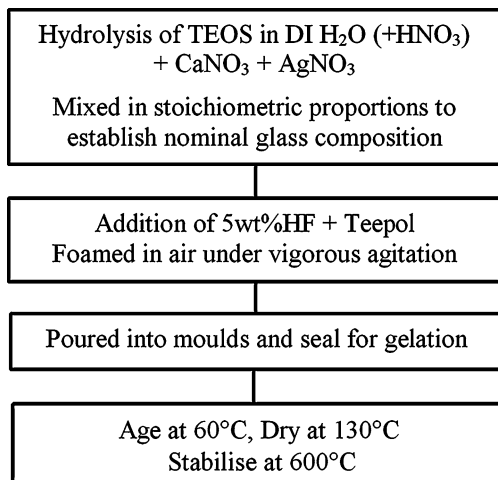 Hydrolysis of TEOS in DI H₂O (+HNO₃)
+ CaNO₃ + AgNO₃
Mixed in stoichiometric proportions to
establish nominal glass composition
Addition of 5wt%HF + Teepol
Foamed in air under vigorous agitation
Poured into moulds and seal for gelation
Age at 60°C, Dry at 130°C
Stabilise at 600°C